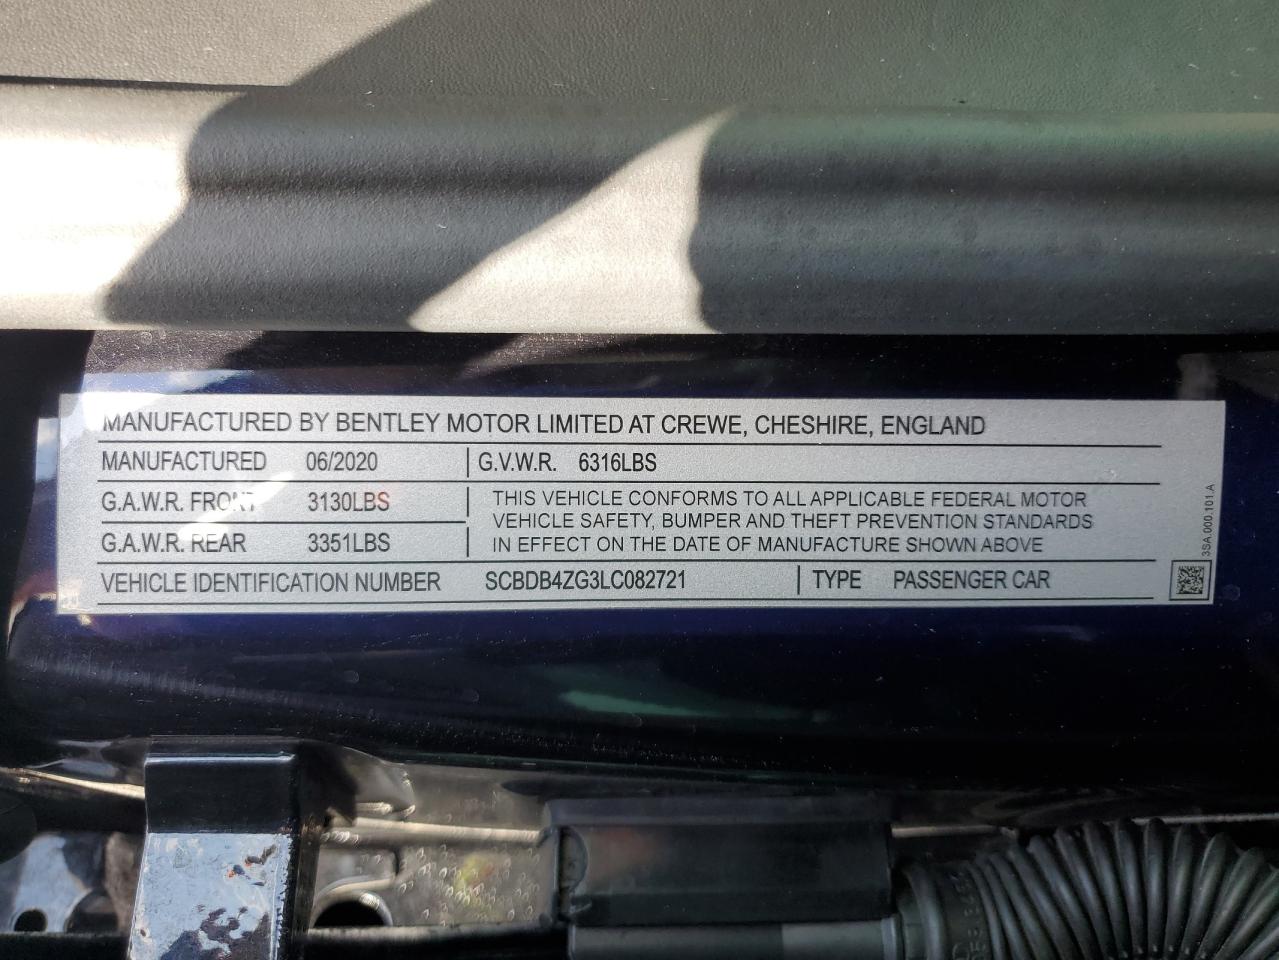 MANUFACTURED BY BENTLEY MOTOR LIMITED AT CREWE, CHESHIRE, ENGLAND
MANUFACTURED 06/2020 G.V.W.R. 6316LBS
G.A.W.R. FRONT 3130LBS
G.A.W.R. REAR 3351LBS
THIS VEHICLE CONFORMS TO ALL APPLICABLE FEDERAL MOTOR
VEHICLE SAFETY, BUMPER AND THEFT PREVENTION STANDARDS
IN EFFECT ON THE DATE OF MANUFACTURE SHOWN ABOVE
VEHICLE IDENTIFICATION NUMBER SCBDB4ZG3LC082721 TYPE PASSENGER CAR
3SA.000.101.A